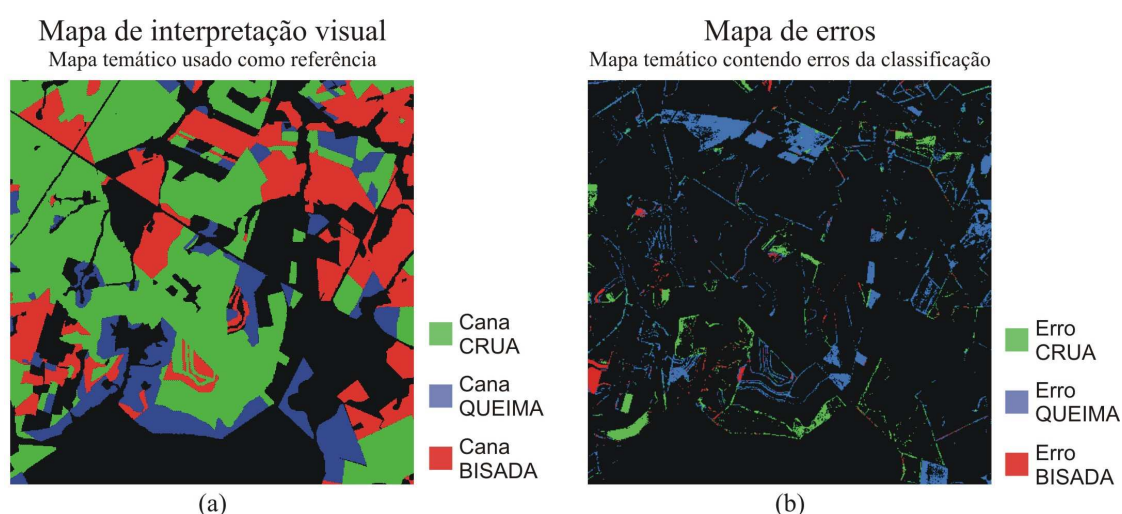 Mapa de interpretação visual
Mapa temático usado como referência
Cana
CRUA
Cana
QUEIMA
Cana
BISADA
(a)
Mapa de erros
Mapa temático contendo erros da classificação
Erro
CRUA
Erro
QUEIMA
Erro
BISADA
(b)